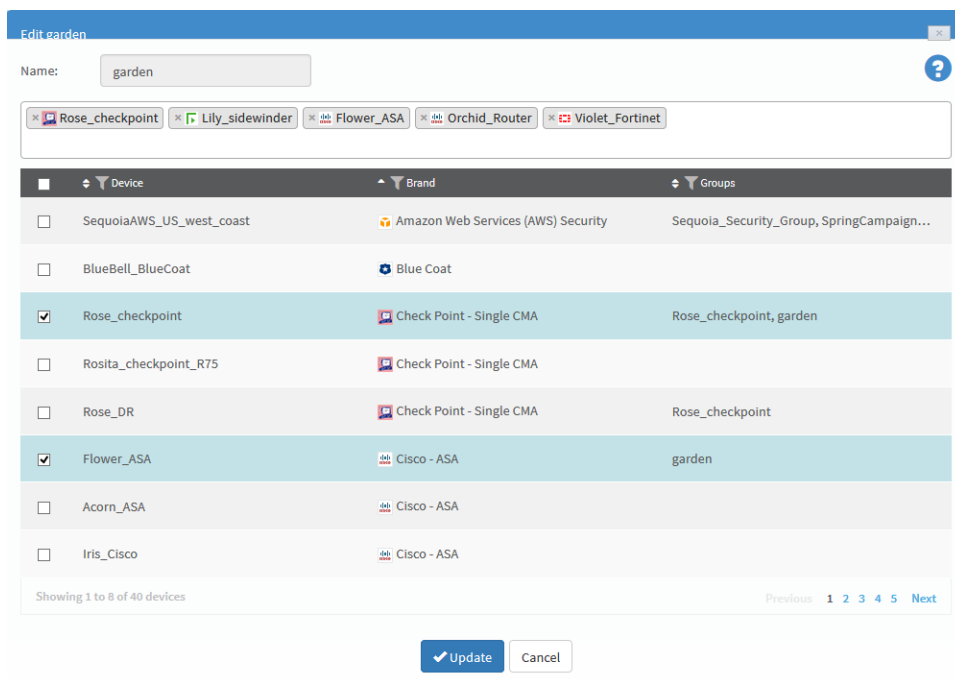 Edit garden
×
Name: garden
?
× Rose_checkpoint × Lily_sidewinder × Flower_ASA × Orchid_Router × Violet_Fortinet
Device Brand Groups
SequoiaAWS_US_west_coast Amazon Web Services (AWS) Security Sequoia_Security_Group, SpringCampaign...
BlueBell_BlueCoat Blue Coat
Rose_checkpoint Check Point - Single CMA Rose_checkpoint, garden
Rosita_checkpoint_R75 Check Point - Single CMA
Rose_DR Check Point - Single CMA Rose_checkpoint
Flower_ASA Cisco - ASA garden
Acorn_ASA Cisco - ASA
Iris_Cisco Cisco - ASA
Showing 1 to 8 of 40 devices Previous 1 2 3 4 5 Next
Update Cancel